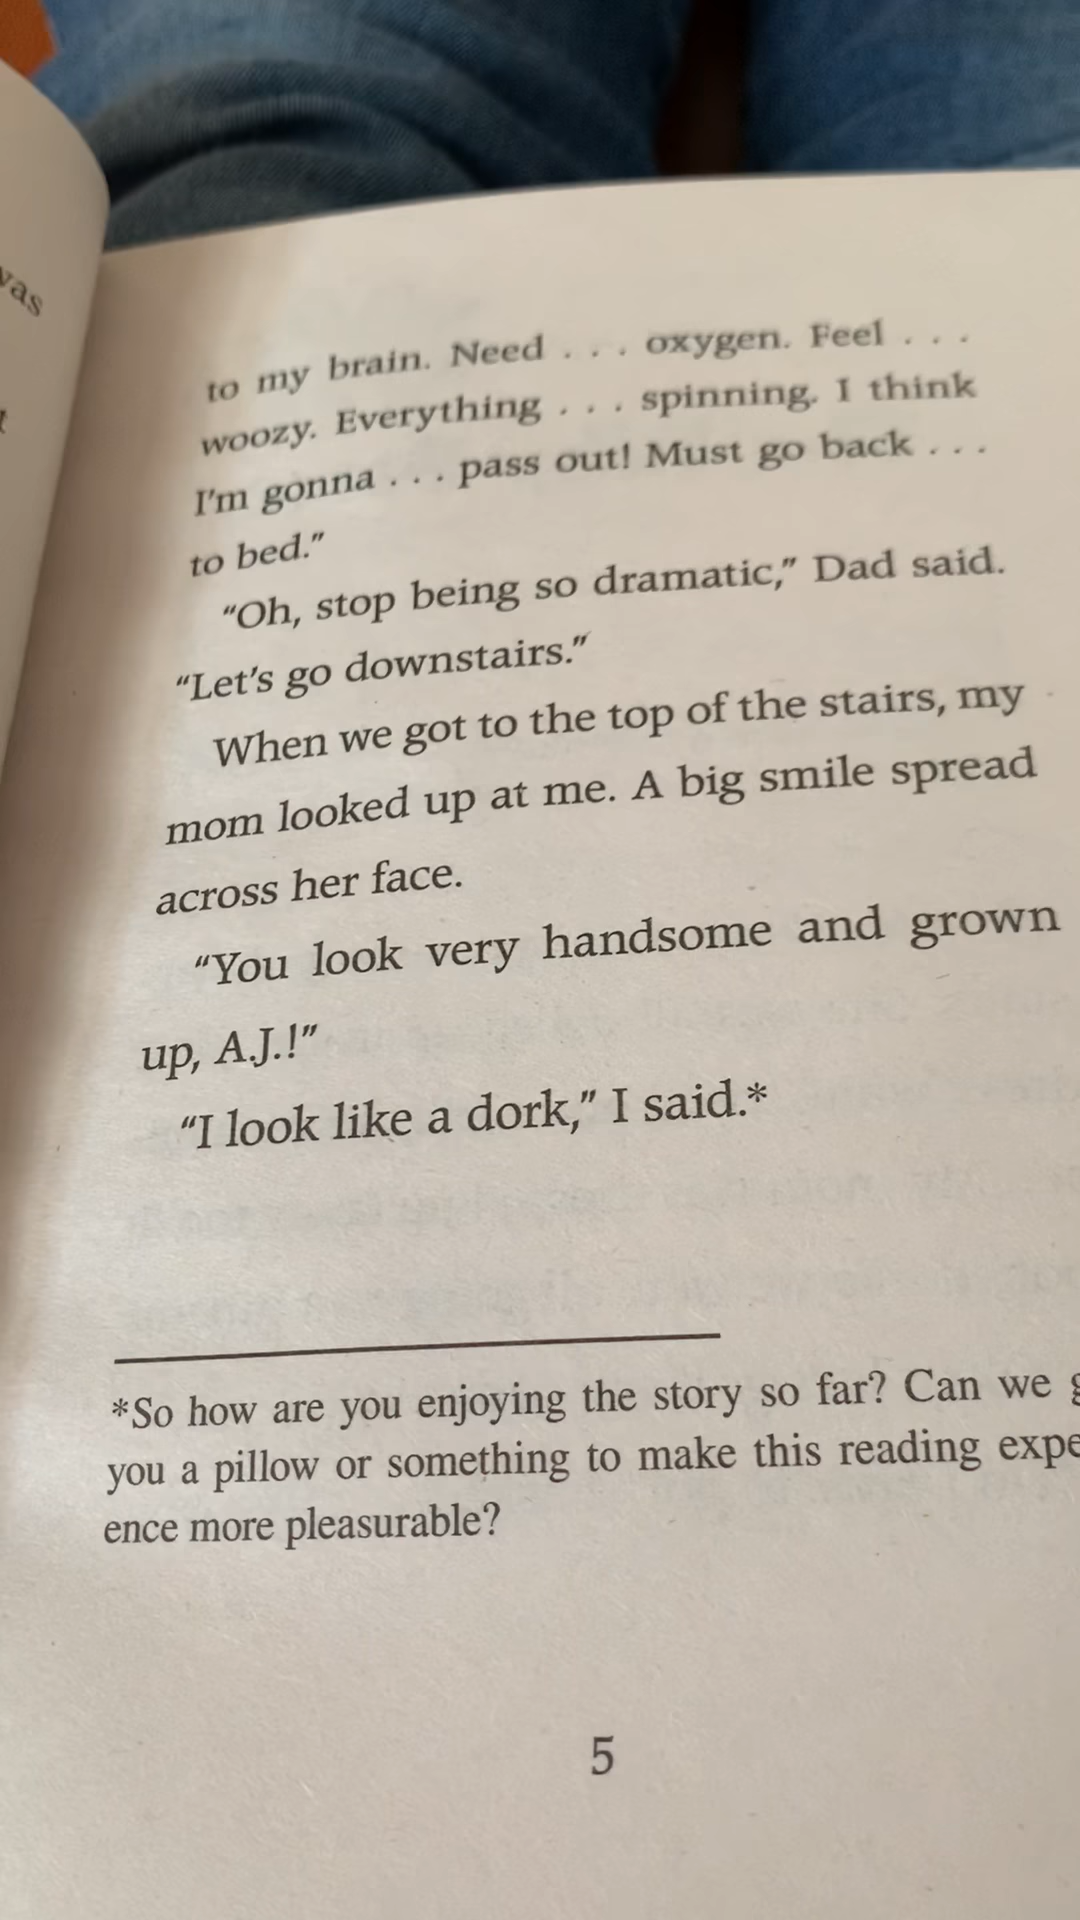 was
to my brain. Need . . . oxygen. Feel . . .
woozy. Everything . . . spinning. I think
I'm gonna . . . pass out! Must go back . . .
to bed."
"Oh, stop being so dramatic," Dad said.
"Let's go downstairs."
When we got to the top of the stairs, my
mom looked up at me. A big smile spread
across her face.
"You look very handsome and grown
up, A.J.!"
"I look like a dork," I said.*
*So how are you enjoying the story so far? Can we
you a pillow or something to make this reading expe
ence more pleasurable?
5